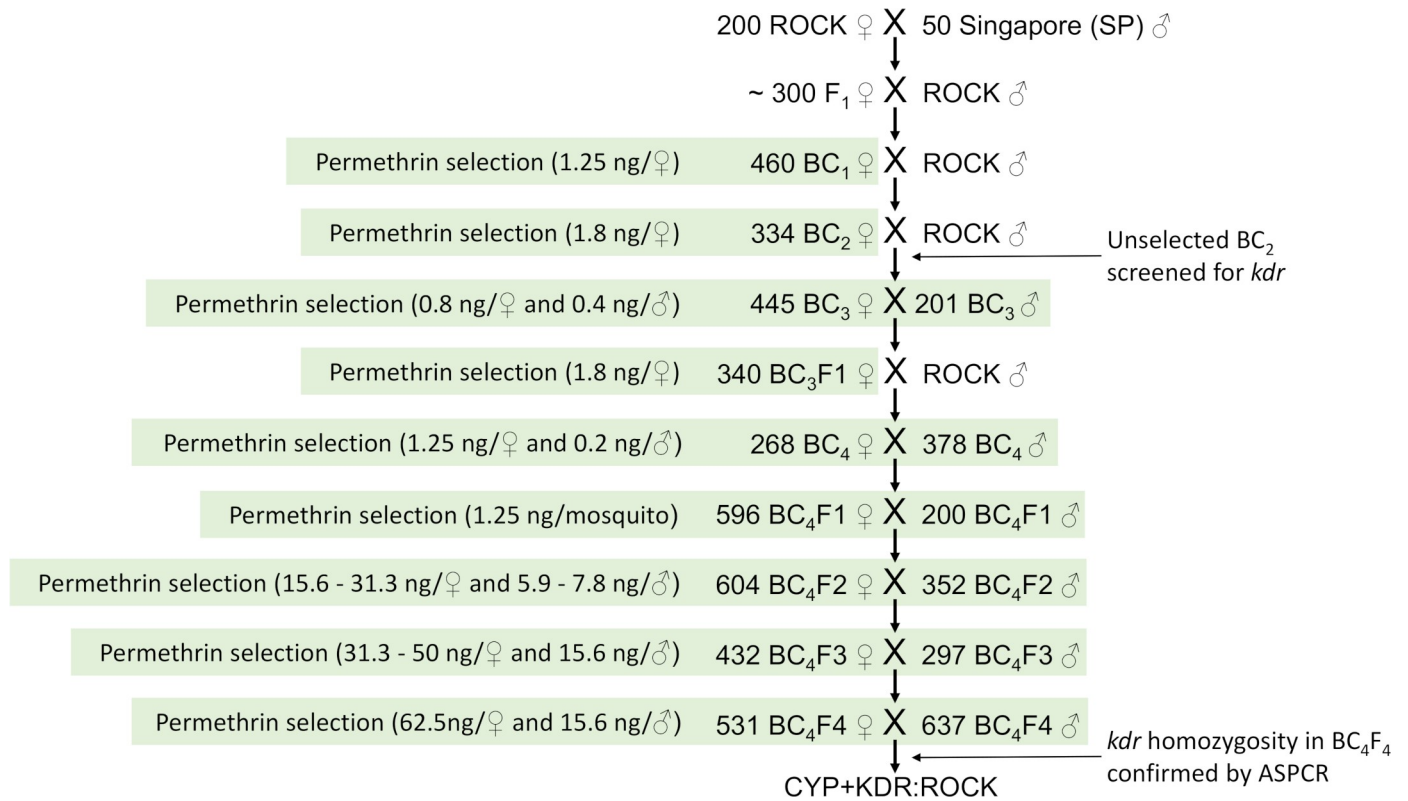 200 ROCK ♀ X 50 Singapore (SP) ♂
~ 300 F₁ ♀ X ROCK ♂
Permethrin selection (1.25 ng/♀) 460 BC₁ ♀ X ROCK ♂
Permethrin selection (1.8 ng/♀) 334 BC₂ ♀ X ROCK ♂
Unselected BC₂
screened for kdr
Permethrin selection (0.8 ng/♀ and 0.4 ng/♂) 445 BC₃ ♀ X 201 BC₃ ♂
Permethrin selection (1.8 ng/♀) 340 BC₃F1 ♀ X ROCK ♂
Permethrin selection (1.25 ng/♀ and 0.2 ng/♂) 268 BC₄ ♀ X 378 BC₄ ♂
Permethrin selection (1.25 ng/mosquito) 596 BC₄F1 ♀ X 200 BC₄F1 ♂
Permethrin selection (15.6 - 31.3 ng/♀ and 5.9 - 7.8 ng/♂) 604 BC₄F2 ♀ X 352 BC₄F2 ♂
Permethrin selection (31.3 - 50 ng/♀ and 15.6 ng/♂) 432 BC₄F3 ♀ X 297 BC₄F3 ♂
Permethrin selection (62.5ng/♀ and 15.6 ng/♂) 531 BC₄F4 ♀ X 637 BC₄F4 ♂
kdr homozygosity in BC₄F₄
confirmed by ASPCR
CYP+KDR:ROCK